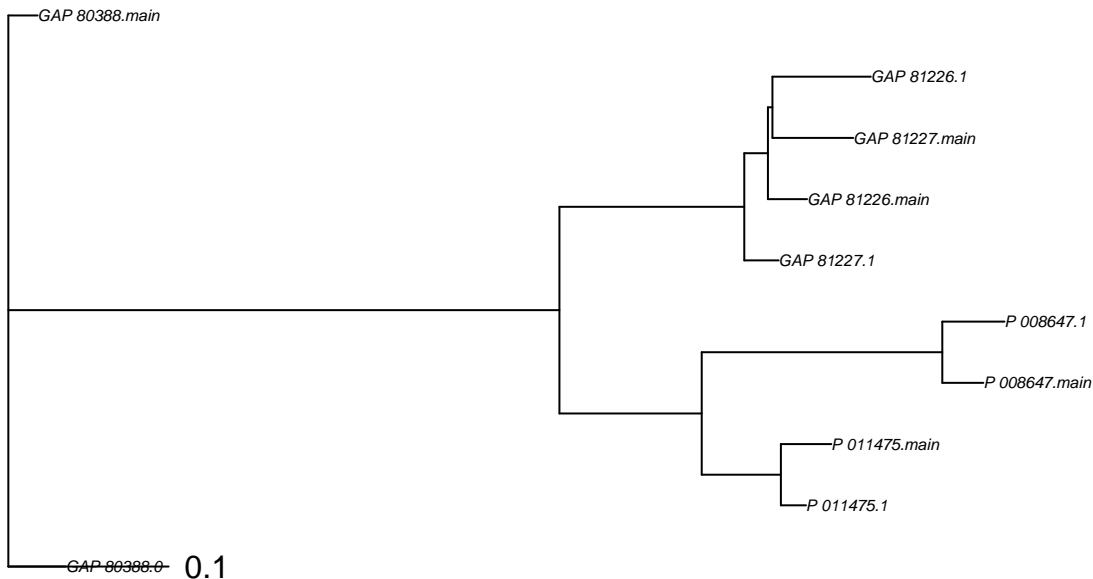 GAP 80388.main
GAP 81226.1
GAP 81227.main
GAP 81226.main
GAP 81227.1
P 008647.1
P 008647.main
P 011475.main
P 011475.1
GAP 80388.0 0.1